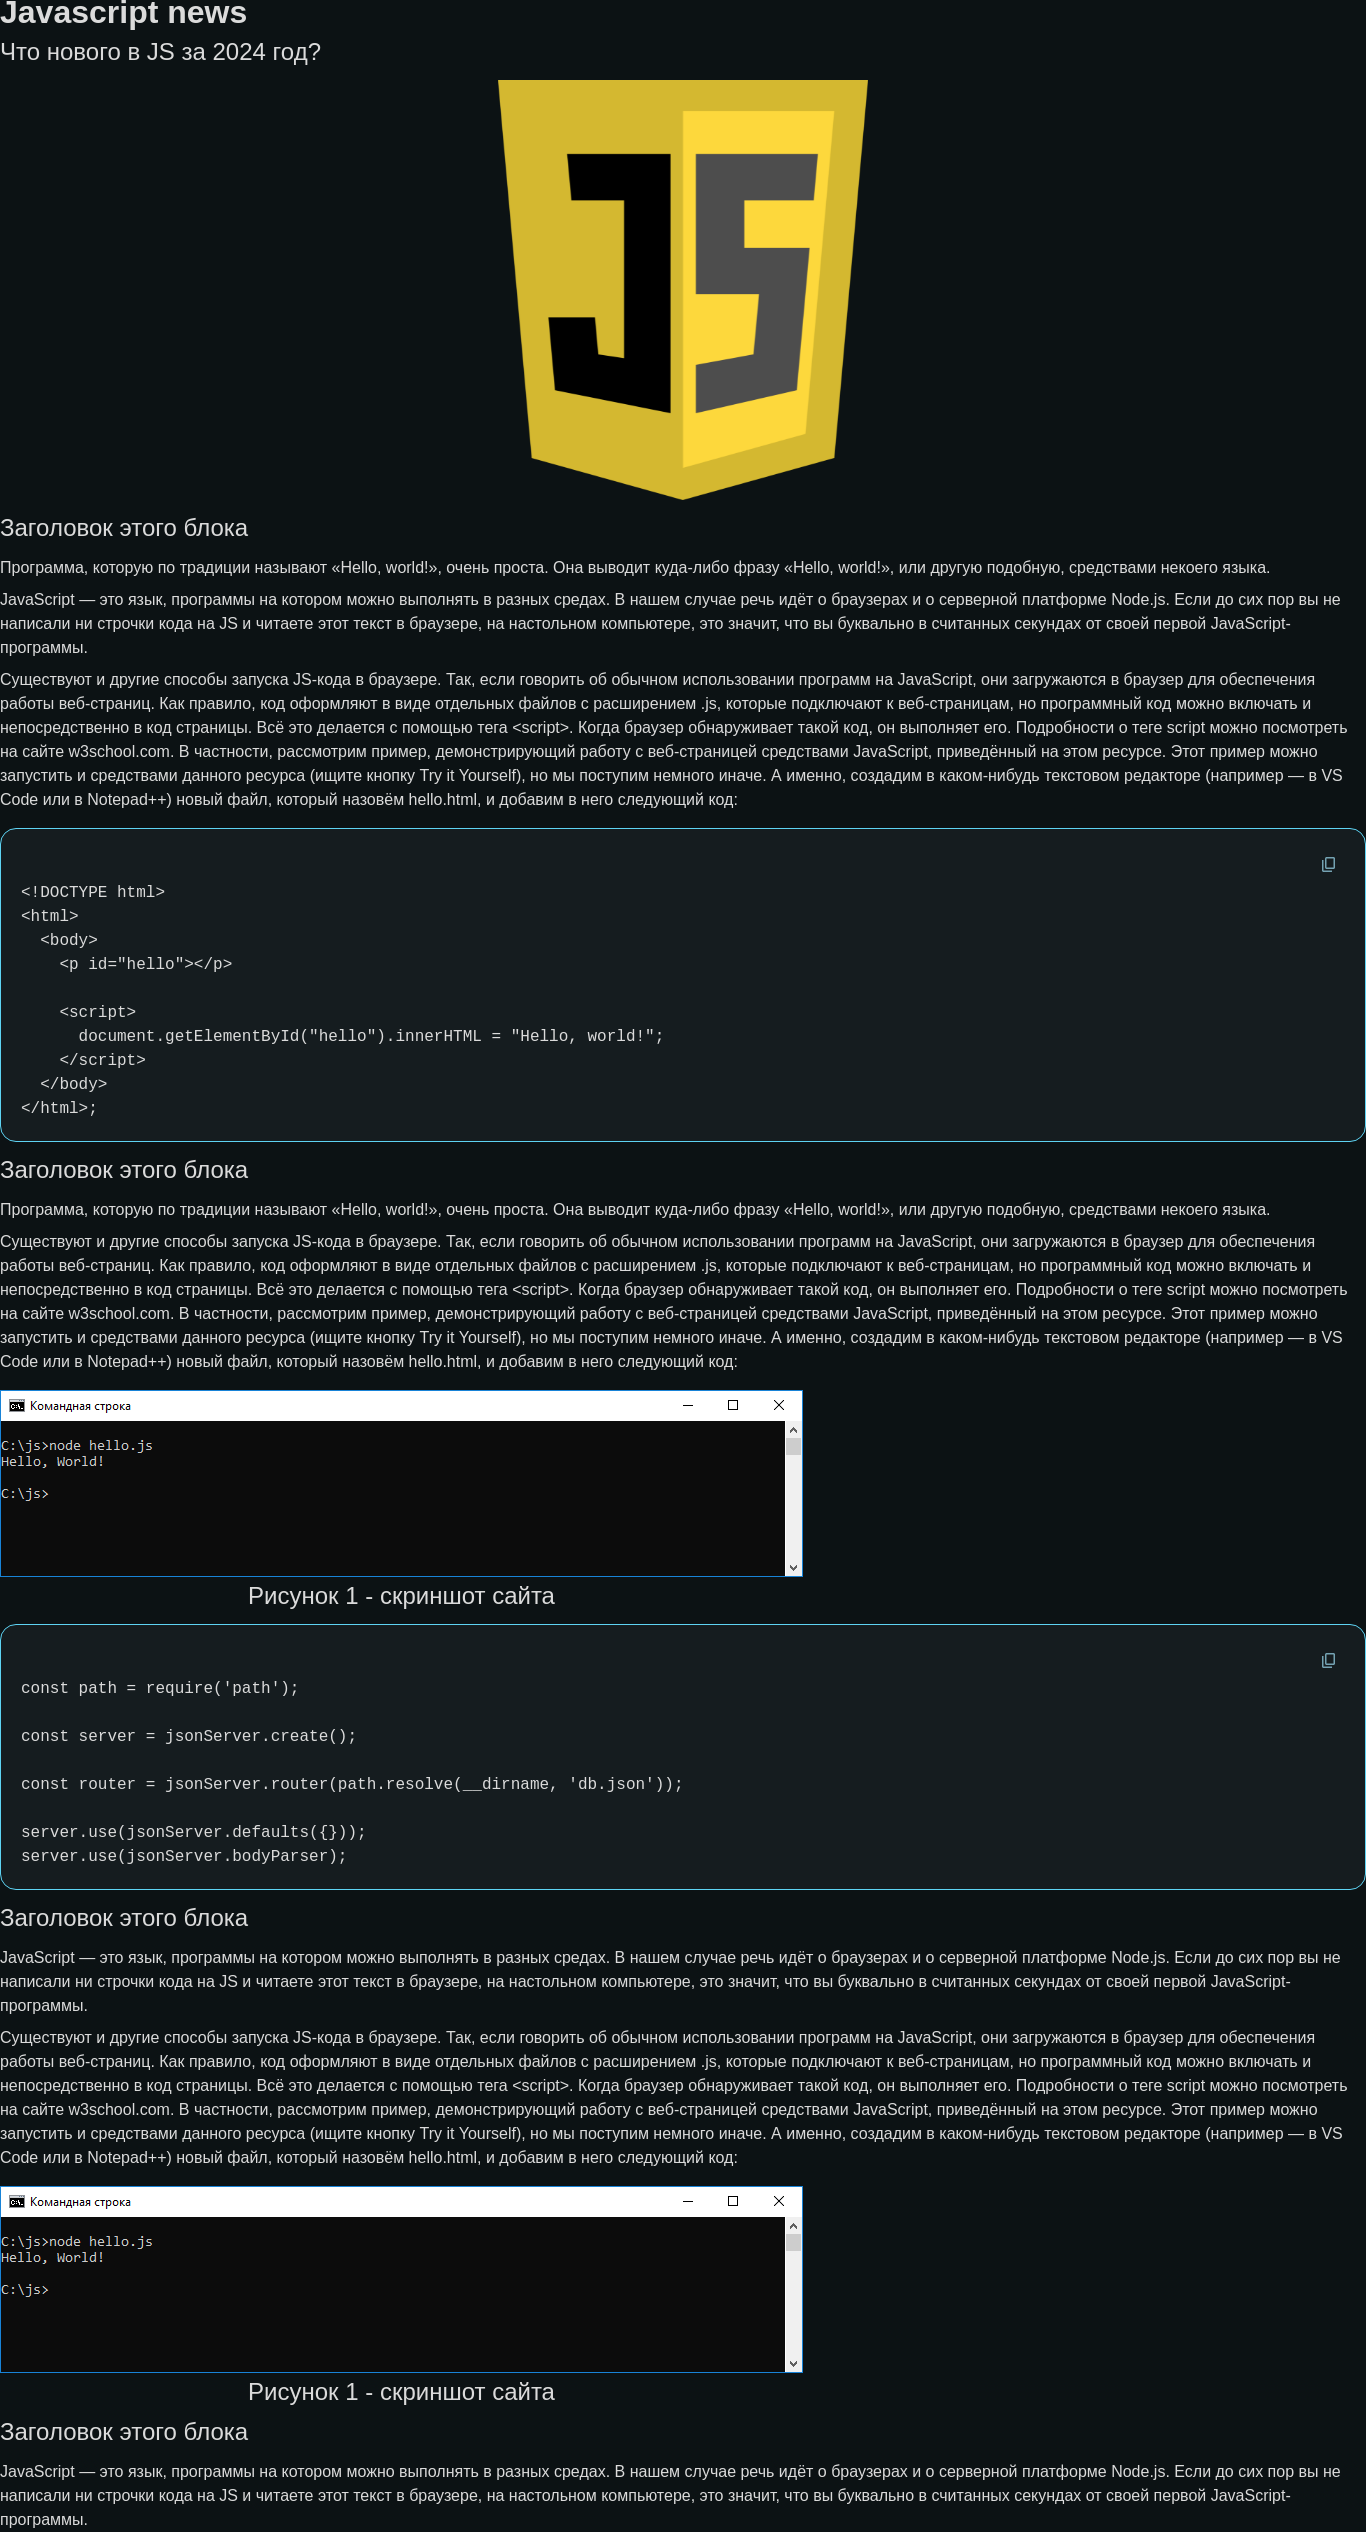 Javascript news
Что нового в JS за 2024 год?
JS
Заголовок этого блока
Программа, которую по традиции называют «Hello, world!», очень проста. Она выводит куда-либо фразу «Hello, world!», или другую подобную, средствами некоего языка.
JavaScript — это язык, программы на котором можно выполнять в разных средах. В нашем случае речь идёт о браузерах и о серверной платформе Node.js. Если до сих пор вы не
написали ни строчки кода на JS и читаете этот текст в браузере, на настольном компьютере, это значит, что вы буквально в считанных секундах от своей первой JavaScript-
программы.
Существуют и другие способы запуска JS-кода в браузере. Так, если говорить об обычном использовании программ на JavaScript, они загружаются в браузер для обеспечения
работы веб-страниц. Как правило, код оформляют в виде отдельных файлов с расширением .js, которые подключают к веб-страницам, но программный код можно включать и
непосредственно в код страницы. Всё это делается с помощью тега <script>. Когда браузер обнаруживает такой код, он выполняет его. Подробности о теге script можно посмотреть
на сайте w3school.com. В частности, рассмотрим пример, демонстрирующий работу с веб-страницей средствами JavaScript, приведённый на этом ресурсе. Этот пример можно
запустить и средствами данного ресурса (ищите кнопку Try it Yourself), но мы поступим немного иначе. А именно, создадим в каком-нибудь текстовом редакторе (например — в VS
Code или в Notepad++) новый файл, который назовём hello.html, и добавим в него следующий код:
<!DOCTYPE html>
<html>
  <body>
    <p id="hello"></p>
    <script>
      document.getElementById("hello").innerHTML = "Hello, world!";
    </script>
  </body>
</html>;
Заголовок этого блока
Программа, которую по традиции называют «Hello, world!», очень проста. Она выводит куда-либо фразу «Hello, world!», или другую подобную, средствами некоего языка.
Существуют и другие способы запуска JS-кода в браузере. Так, если говорить об обычном использовании программ на JavaScript, они загружаются в браузер для обеспечения
работы веб-страниц. Как правило, код оформляют в виде отдельных файлов с расширением .js, которые подключают к веб-страницам, но программный код можно включать и
непосредственно в код страницы. Всё это делается с помощью тега <script>. Когда браузер обнаруживает такой код, он выполняет его. Подробности о теге script можно посмотреть
на сайте w3school.com. В частности, рассмотрим пример, демонстрирующий работу с веб-страницей средствами JavaScript, приведённый на этом ресурсе. Этот пример можно
запустить и средствами данного ресурса (ищите кнопку Try it Yourself), но мы поступим немного иначе. А именно, создадим в каком-нибудь текстовом редакторе (например — в VS
Code или в Notepad++) новый файл, который назовём hello.html, и добавим в него следующий код:
Командная строка
C:\js>node hello.js
Hello, World!
C:\js>
Рисунок 1 - скриншот сайта
const path = require('path');
const server = jsonServer.create();
const router = jsonServer.router(path.resolve(__dirname, 'db.json'));
server.use(jsonServer.defaults({}));
server.use(jsonServer.bodyParser);
Заголовок этого блока
JavaScript — это язык, программы на котором можно выполнять в разных средах. В нашем случае речь идёт о браузерах и о серверной платформе Node.js. Если до сих пор вы не
написали ни строчки кода на JS и читаете этот текст в браузере, на настольном компьютере, это значит, что вы буквально в считанных секундах от своей первой JavaScript-
программы.
Существуют и другие способы запуска JS-кода в браузере. Так, если говорить об обычном использовании программ на JavaScript, они загружаются в браузер для обеспечения
работы веб-страниц. Как правило, код оформляют в виде отдельных файлов с расширением .js, которые подключают к веб-страницам, но программный код можно включать и
непосредственно в код страницы. Всё это делается с помощью тега <script>. Когда браузер обнаруживает такой код, он выполняет его. Подробности о теге script можно посмотреть
на сайте w3school.com. В частности, рассмотрим пример, демонстрирующий работу с веб-страницей средствами JavaScript, приведённый на этом ресурсе. Этот пример можно
запустить и средствами данного ресурса (ищите кнопку Try it Yourself), но мы поступим немного иначе. А именно, создадим в каком-нибудь текстовом редакторе (например — в VS
Code или в Notepad++) новый файл, который назовём hello.html, и добавим в него следующий код:
Командная строка
C:\js>node hello.js
Hello, World!
C:\js>
Рисунок 1 - скриншот сайта
Заголовок этого блока
JavaScript — это язык, программы на котором можно выполнять в разных средах. В нашем случае речь идёт о браузерах и о серверной платформе Node.js. Если до сих пор вы не
написали ни строчки кода на JS и читаете этот текст в браузере, на настольном компьютере, это значит, что вы буквально в считанных секундах от своей первой JavaScript-
программы.